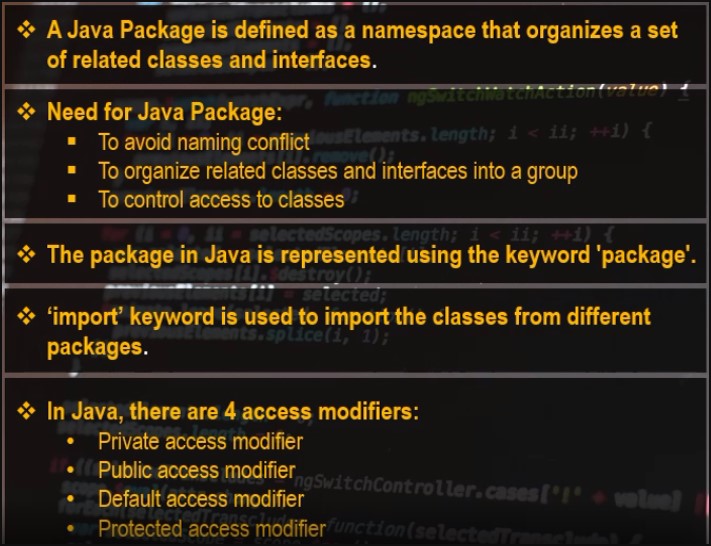 ❖ A Java Package is defined as a namespace that organizes a set
of related classes and interfaces.
❖ Need for Java Package:
▪ To avoid naming conflict
▪ To organize related classes and interfaces into a group
▪ To control access to classes
❖ The package in Java is represented using the keyword 'package'.
❖ ‘import’ keyword is used to import the classes from different
packages.
❖ In Java, there are 4 access modifiers:
• Private access modifier
• Public access modifier
• Default access modifier
• Protected access modifier